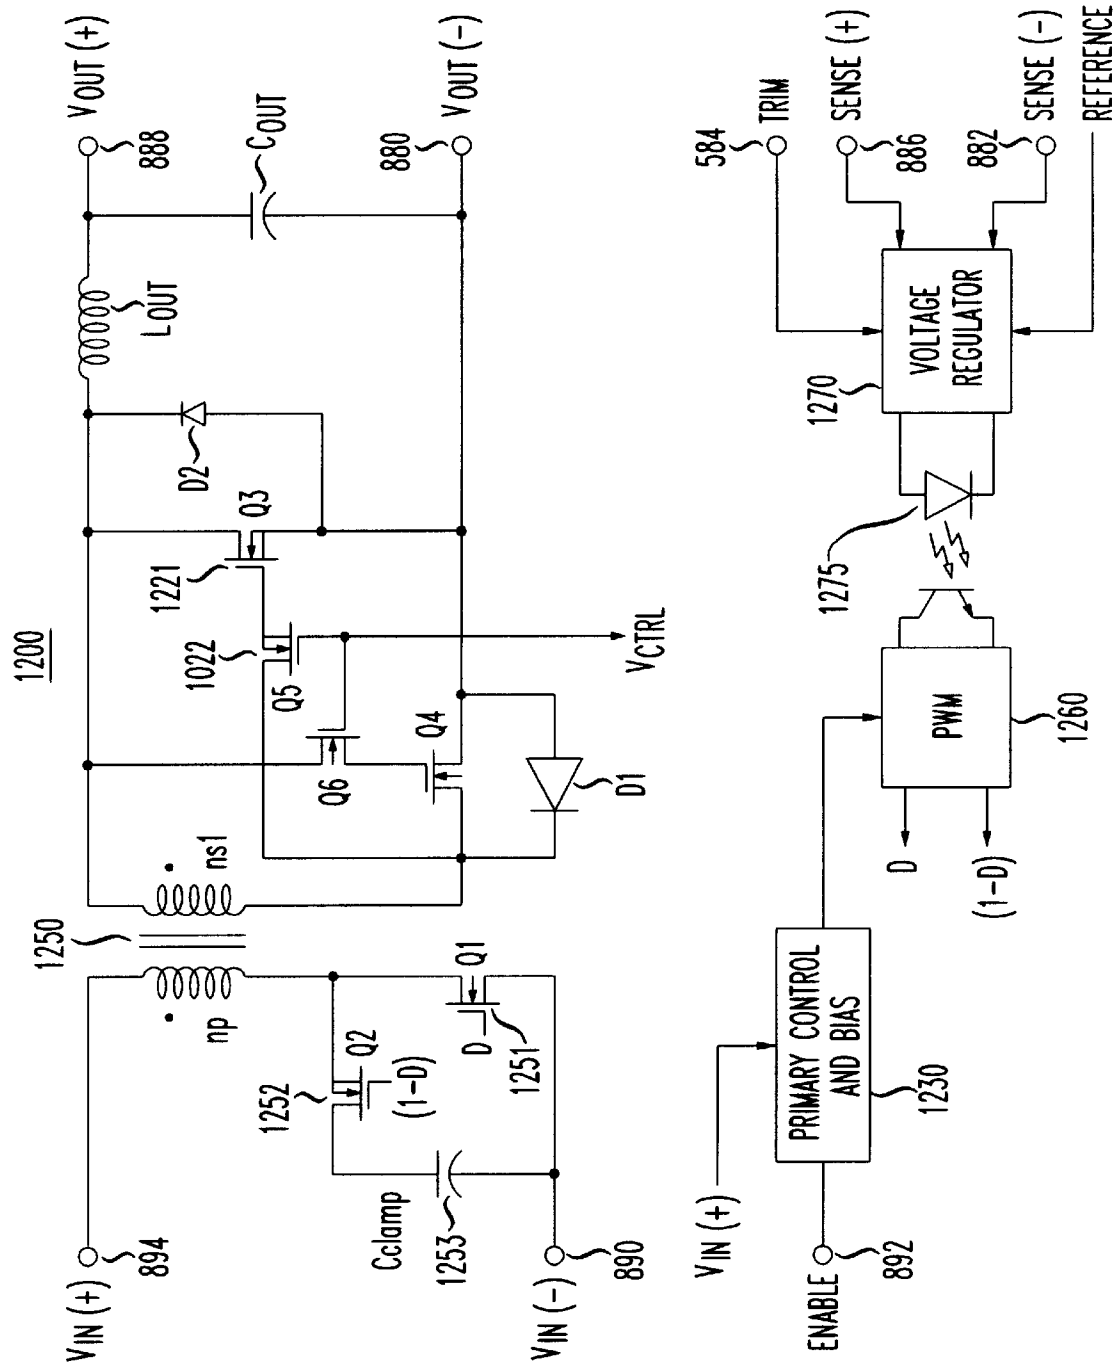 1200
VIN (+)
894
np
1250
ns1
D2
LOUT
COUT
888
VOUT (+)
1221
Q3
1022
Q5
Q6
Q4
VCTRL
D1
880
VOUT (-)
1252
Q2
(1-D)
D
Q1
1251
Cclamp
1253
VIN (-)
890
VIN (+)
ENABLE
892
PRIMARY CONTROL
AND BIAS
1230
D
(1-D)
PWM
1260
1275
1270
VOLTAGE
REGULATOR
584
TRIM
886
SENSE (+)
882
SENSE (-)
REFERENCE